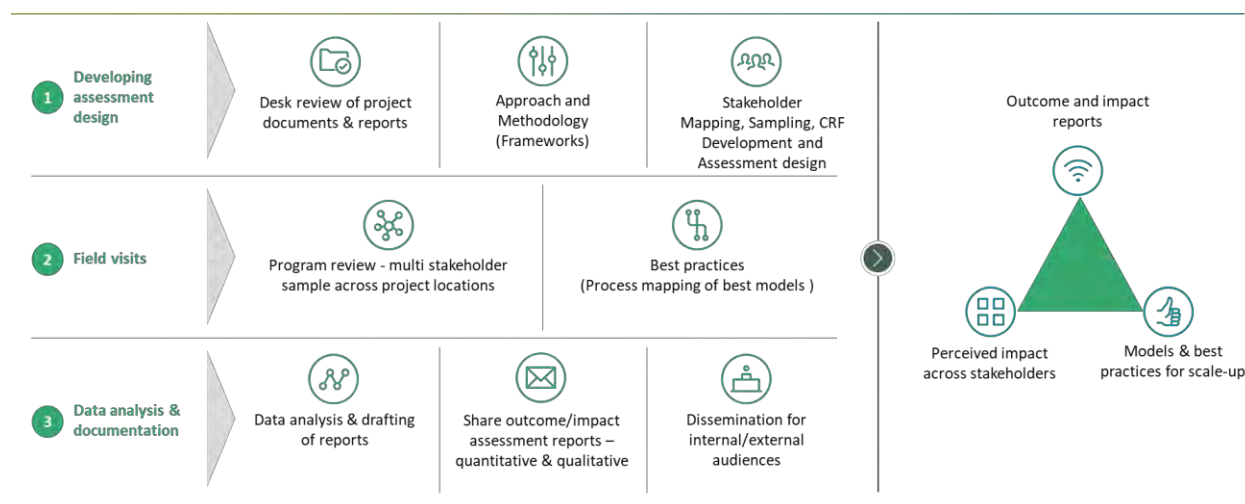 1
Developing
assessment
design
Desk review of project
documents & reports
Approach and
Methodology
(Frameworks)
Stakeholder
Mapping, Sampling, CRF
Development and
Assessment design
2
Field visits
Program review - multi stakeholder
sample across project locations
Best practices
(Process mapping of best models )
3
Data analysis &
documentation
Data analysis & drafting
of reports
Share outcome/impact
assessment reports –
quantitative & qualitative
Dissemination for
internal/external
audiences
Outcome and impact
reports
Perceived impact
across stakeholders
Models & best
practices for scale-up